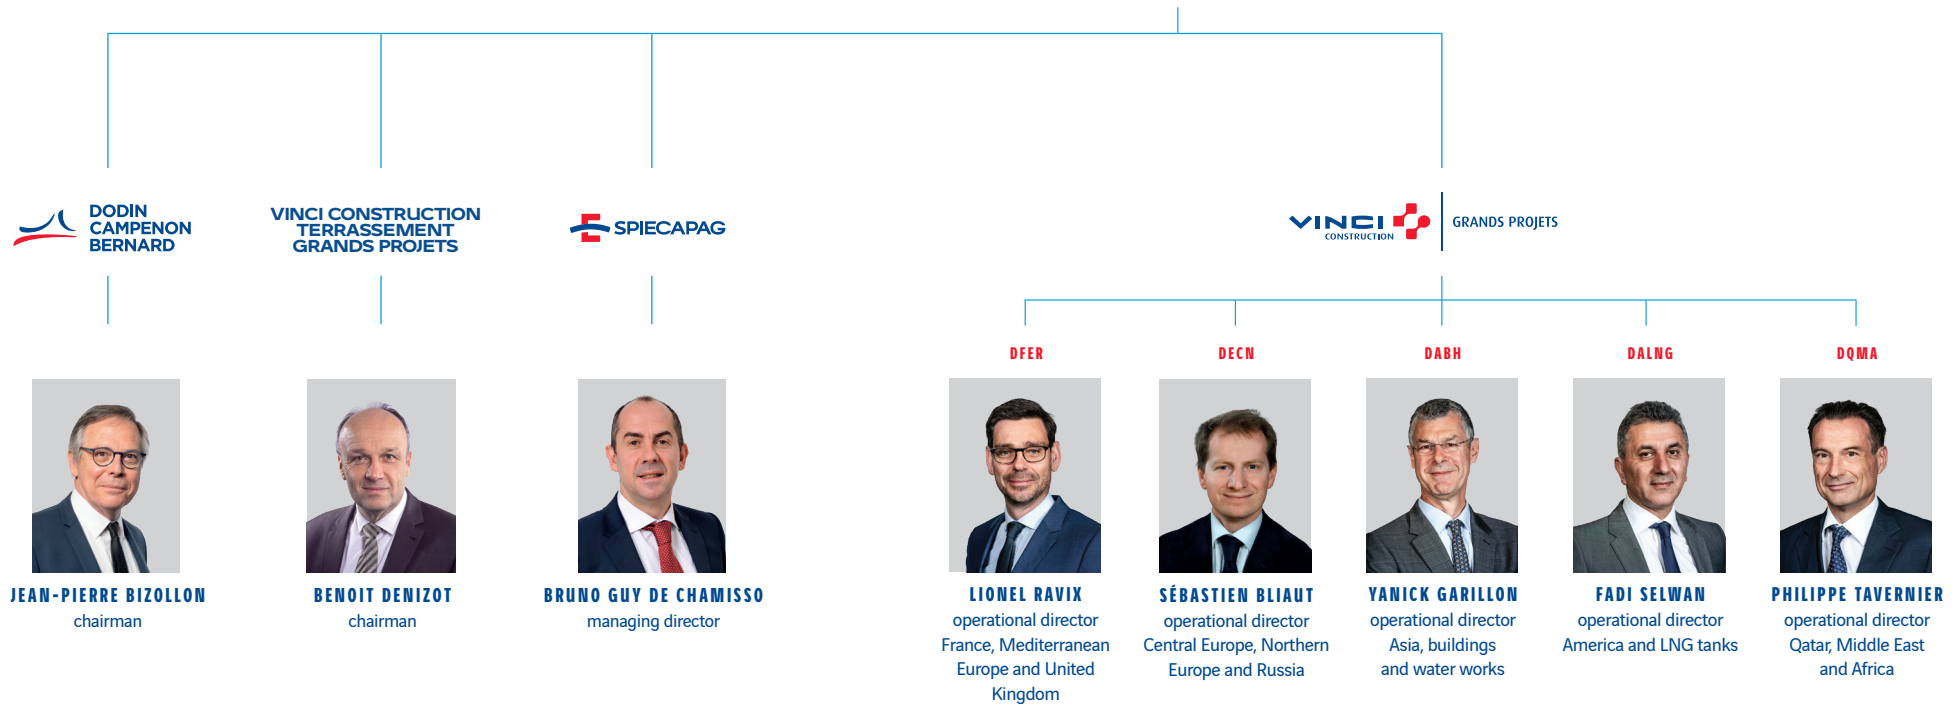 DODIN
CAMPENON
BERNARD
VINCI CONSTRUCTION
TERRASSEMENT
GRANDS PROJETS
SPIECAPAG
VINCI
CONSTRUCTION
GRANDS PROJETS
DFER
DECN
DABH
DALNG
DQMA
JEAN-PIERRE BIZOLLON
chairman
BENOIT DENIZOT
chairman
BRUNO GUY DE CHAMISSO
managing director
LIONEL RAVIX
operational director
France, Mediterranean
Europe and United
Kingdom
SÉBASTIEN BLIAUT
operational director
Central Europe, Northern
Europe and Russia
YANICK GARILLON
operational director
Asia, buildings
and water works
FADI SELWAN
operational director
America and LNG tanks
PHILIPPE TAVERNIER
operational director
Qatar, Middle East
and Africa